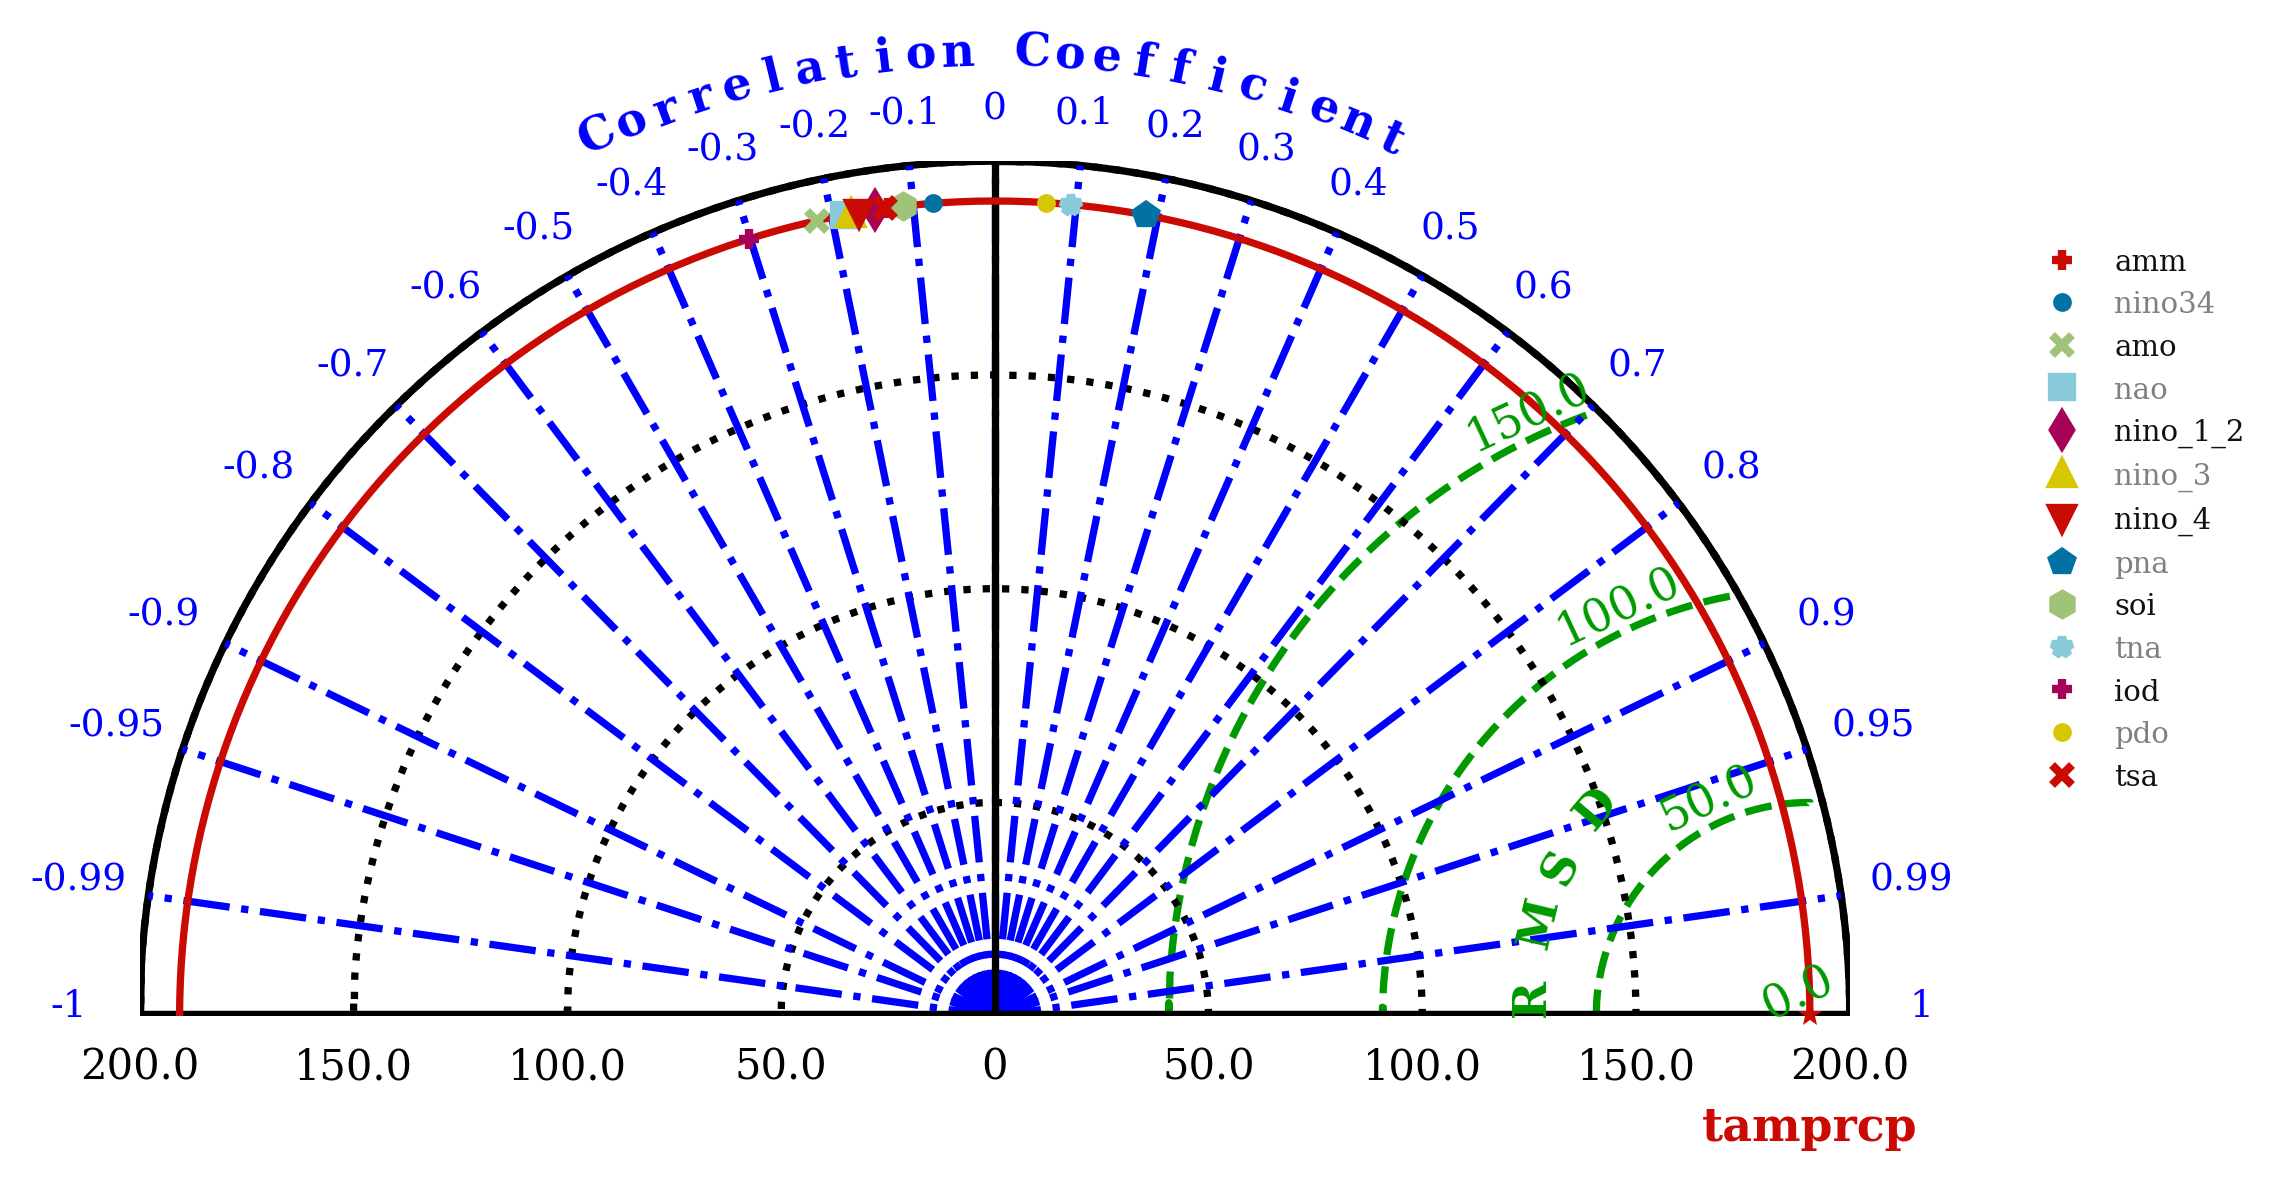 Correlation Coefficient
-1
-0.99
-0.95
-0.9
-0.8
-0.7
-0.6
-0.5
-0.4
-0.3
-0.2
-0.1
0
0.1
0.2
0.3
0.4
0.5
0.6
0.7
0.8
0.9
0.95
0.99
1
150.0
100.0
50.0
0.0
RMSD
200.0 150.0 100.0 50.0 0 50.0 100.0 150.0 200.0
tamprcp
amm
nino34
amo
nao
nino_1_2
nino_3
nino_4
pna
soi
tna
iod
pdo
tsa